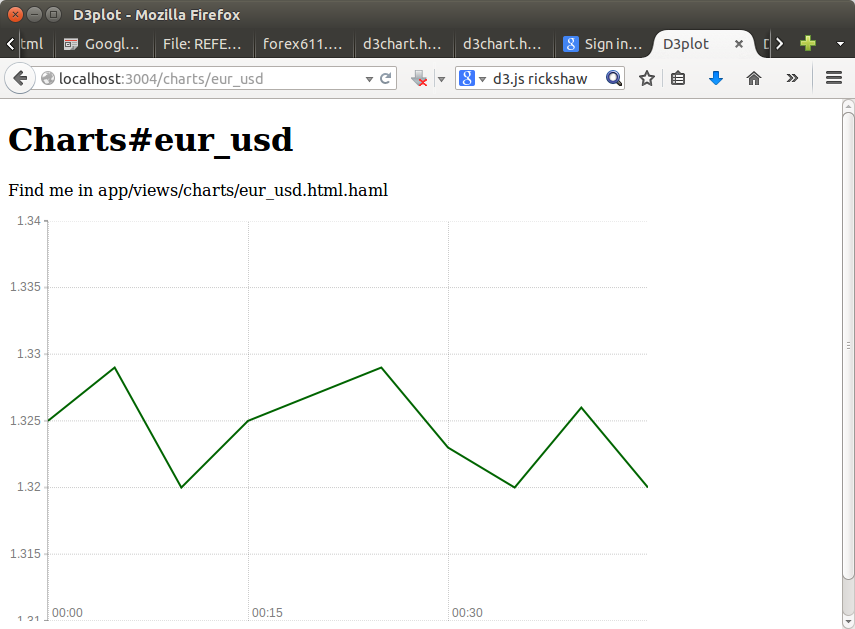 D3plot - Mozilla Firefox
tml Googl... File: REFE... forex611.... d3chart.h... d3chart.h... Sign in... D3plot
localhost:3004/charts/eur_usd 8 d3.js rickshaw
Charts#eur_usd
Find me in app/views/charts/eur_usd.html.haml
1.34
1.335
1.33
1.325
1.32
1.315
1.31
00:00 00:15 00:30